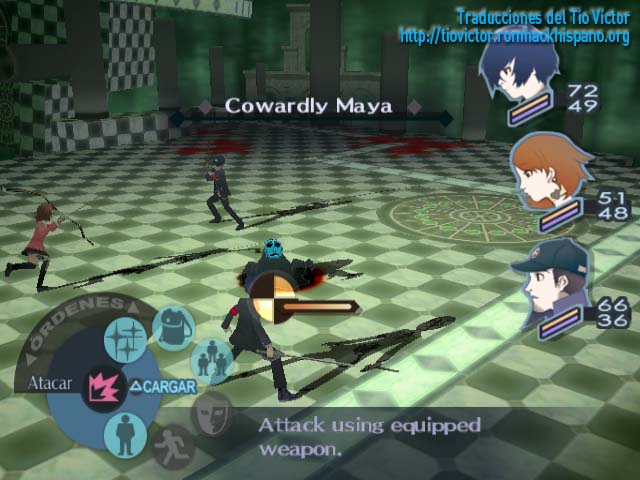 Traducciones del Tio Victor
http://tiovictor.romhackhispano.org
72
49
Cowardly Maya
51
48
66
36
ÓRDENES
Atacar
CARGAR
Attack using equipped
weapon.